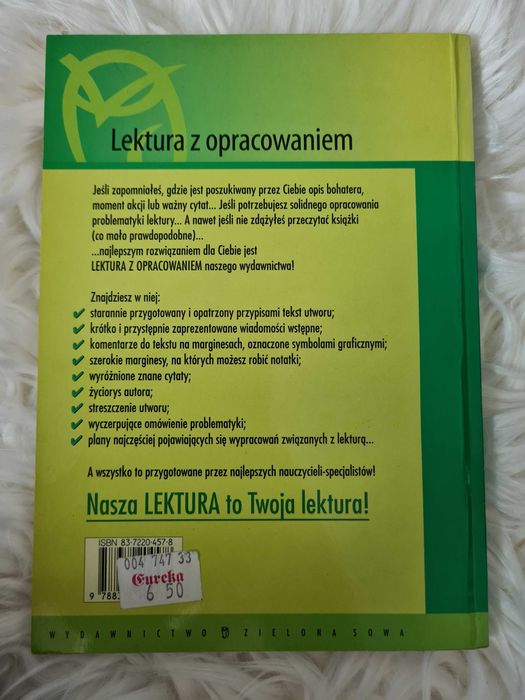 Lektura z opracowaniem
Jeśli zapomniałeś, gdzie jest poszukiwany przez Ciebie opis bohatera,
moment akcji lub ważny cytat... Jeśli potrzebujesz solidnego opracowania
problematyki lektury... A nawet jeśli nie zdążyłeś przeczytać książki
(co mało prawdopodobne)...
...najlepszym rozwiązaniem dla Ciebie jest
LEKTURA Z OPRACOWANIEM naszego wydawnictwa!
Znajdziesz w niej:
starannie przygotowany i opatrzony przypisami tekst utworu;
krótko i przystępnie zaprezentowane wiadomości wstępne;
komentarze do tekstu na marginesach, oznaczone symbolami graficznymi;
szerokie marginesy, na których możesz robić notatki;
wyróżnione znane cytaty;
życiorys autora;
streszczenie utworu;
wyczerpujące omówienie problematyki;
plany najczęściej pojawiających się wypracowań związanych z lekturą...
A wszystko to przygotowane przez najlepszych nauczycieli-specjalistów!
Nasza LEKTURA to Twoja lektura!
ISBN 83-7220-457-8
004 747 33
Eureka
6 50
WYDAWNICTWO ZIELONA SOWA